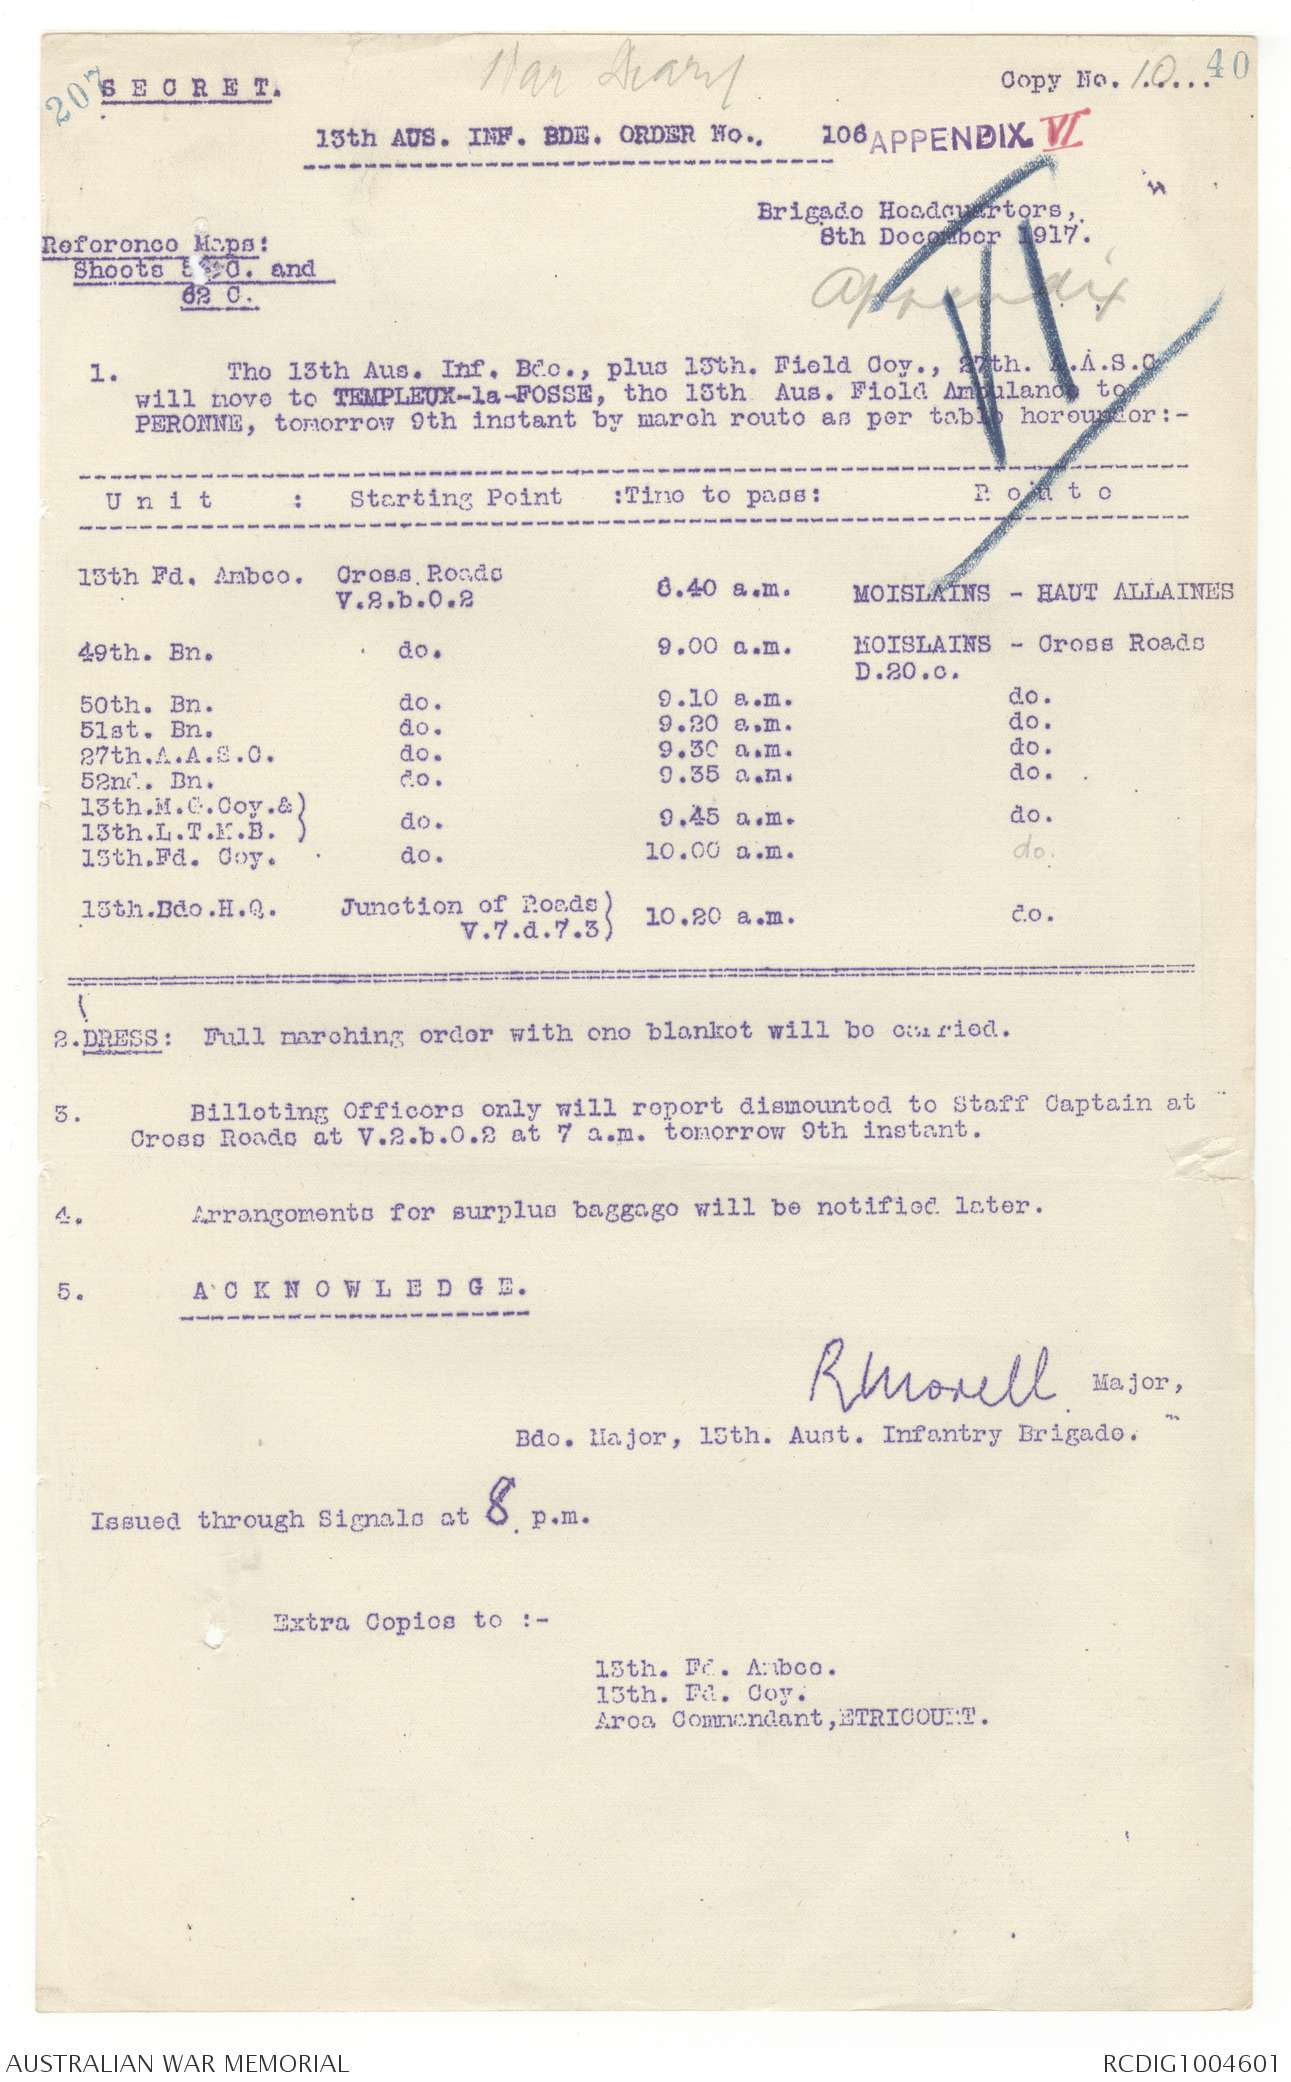 207
War Diary
40
S E C R E T.
Copy No. 10...
13th AUS. INF. BDE. ORDER No.. 106 APPENDIX VI
Brigade Headquarters,
8th December 1917.
Reference Maps:
Sheets C. and
62 C.
Appendix
VI
1. The 13th Aus. Inf. Bde., plus 13th. Field Coy., 27th. A.A.S.C
will move to TEMPLEUX-la-FOSSE, the 13th Aus. Field Ambulance to
PERONNE, tomorrow 9th instant by march route as per table hereunder:-
U n i t : Starting Point :Time to pass: R o u t e
13th Fd. Ambce. Cross Roads V.2.b.0.2 8.40 a.m. MOISLAINS - HAUT ALLAINES
49th. Bn. do. 9.00 a.m. MOISLAINS - Cross Roads D.20.c.
50th. Bn. do. 9.10 a.m. do.
51st. Bn. do. 9.20 a.m. do.
27th.A.A.S.C. do. 9.30 a.m. do.
52nd. Bn. do. 9.35 a.m. do.
13th.M.G.Coy.&)
13th.L.T.M.B. ) do. 9.45 a.m. do.
13th.Fd. Coy. do. 10.00 a.m. do.
13th.Bde.H.Q. Junction of Roads) V.7.d.7.3) 10.20 a.m. do.
2.DRESS: Full marching order with one blanket will be carried.
3. Billeting Officers only will report dismounted to Staff Captain at
Cross Roads at V.2.b.0.2 at 7 a.m. tomorrow 9th instant.
4. Arrangements for surplus baggage will be notified later.
5. A C K N O W L E D G E.
R Morell Major,
Bde. Major, 13th. Aust. Infantry Brigade.
Issued through Signals at 8 p.m.
Extra Copies to :-
13th. Fd. Ambce.
13th. Fd. Coy.
Area Commandant,ETRICOURT.
AUSTRALIAN WAR MEMORIAL
RCDIG1004601